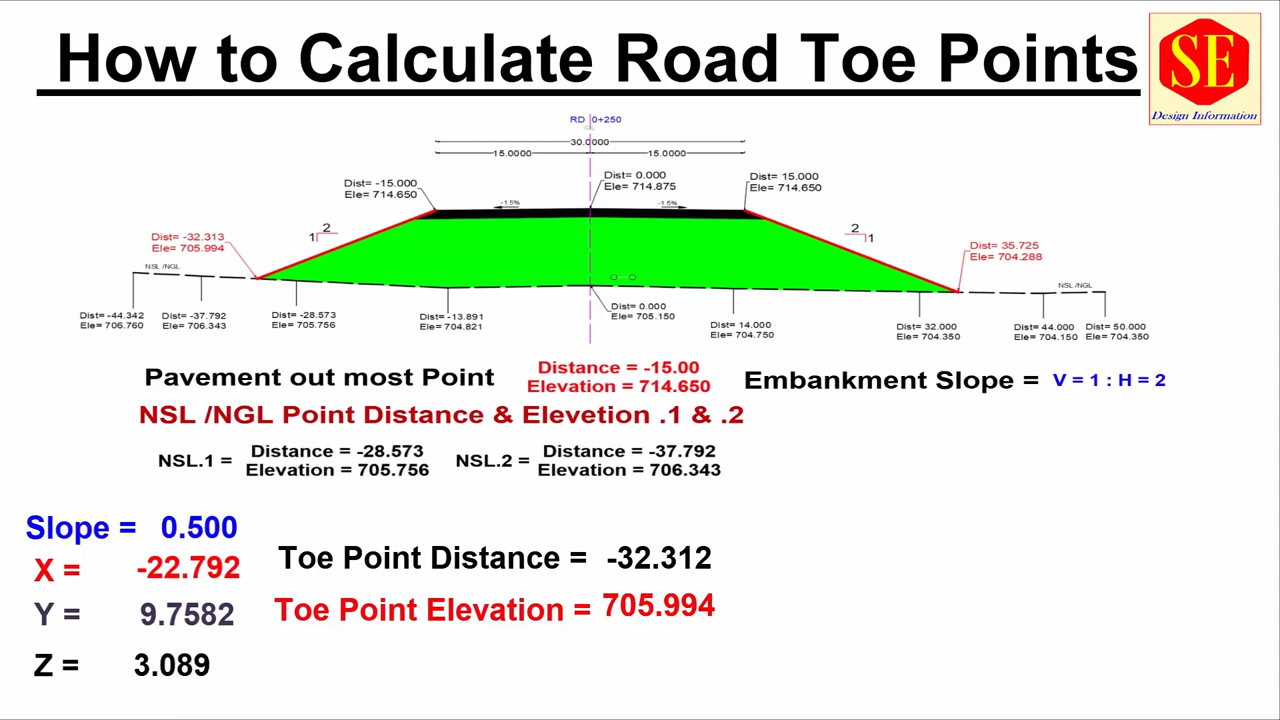 How to Calculate Road Toe Points
SE
Design Information
RD 0+250
30.0000
15.0000
15.0000
Dist= -15.000
Ele= 714.650
Dist= 0.000
Ele= 714.875
Dist= 15.000
Ele= 714.650
-1.5%
-1.5%
2
1
2
1
Dist= -32.313
Ele= 705.994
Dist= 35.725
Ele= 704.288
NSL /NGL
NSL /NGL
Dist= -44.342
Ele= 706.760
Dist= -37.792
Ele= 706.343
Dist= -28.573
Ele= 705.756
Dist= -13.891
Ele= 704.821
Dist= 0.000
Ele= 705.150
Dist= 14.000
Ele= 704.750
Dist= 32.000
Ele= 704.350
Dist= 44.000
Ele= 704.150
Dist= 50.000
Ele= 704.350
Pavement out most Point
Distance = -15.00
Elevation = 714.650
Embankment Slope = V = 1 : H = 2
NSL /NGL Point Distance & Elevetion .1 & .2
NSL.1 =
Distance = -28.573
Elevation = 705.756
NSL.2 =
Distance = -37.792
Elevation = 706.343
Slope = 0.500
X = -22.792
Y = 9.7582
Z = 3.089
Toe Point Distance = -32.312
Toe Point Elevation = 705.994